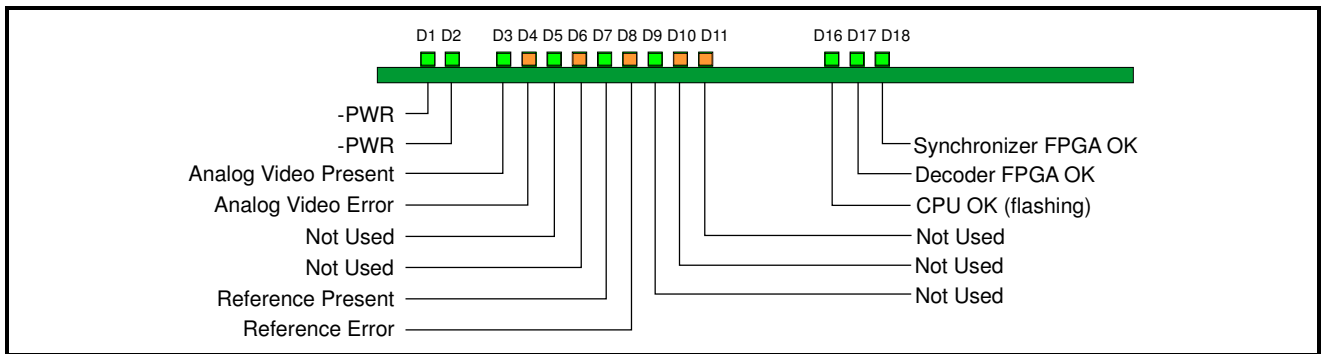 D1 D2 D3 D4 D5 D6 D7 D8 D9 D10 D11 D16 D17 D18
-PWR
-PWR
Analog Video Present
Analog Video Error
Not Used
Not Used
Reference Present
Reference Error
Synchronizer FPGA OK
Decoder FPGA OK
CPU OK (flashing)
Not Used
Not Used
Not Used